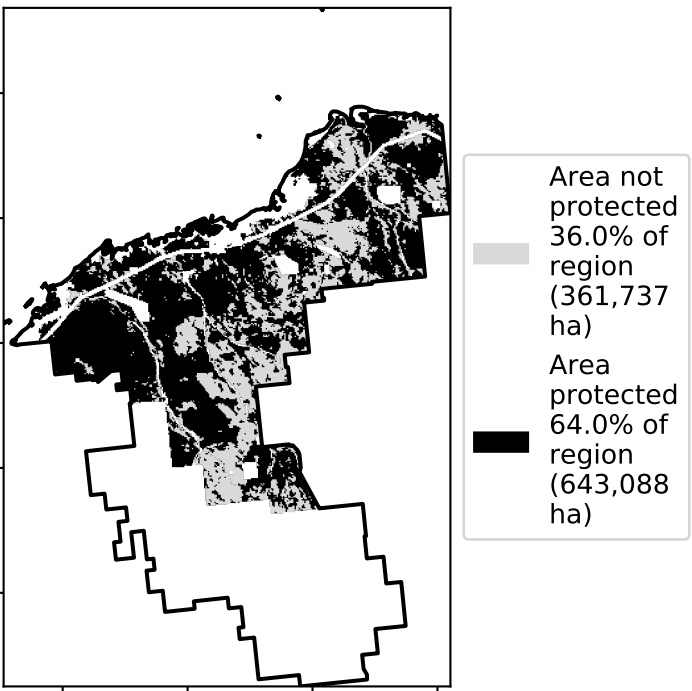 Area not
protected
36.0% of
region
(361,737
ha)
Area
protected
64.0% of
region
(643,088
ha)